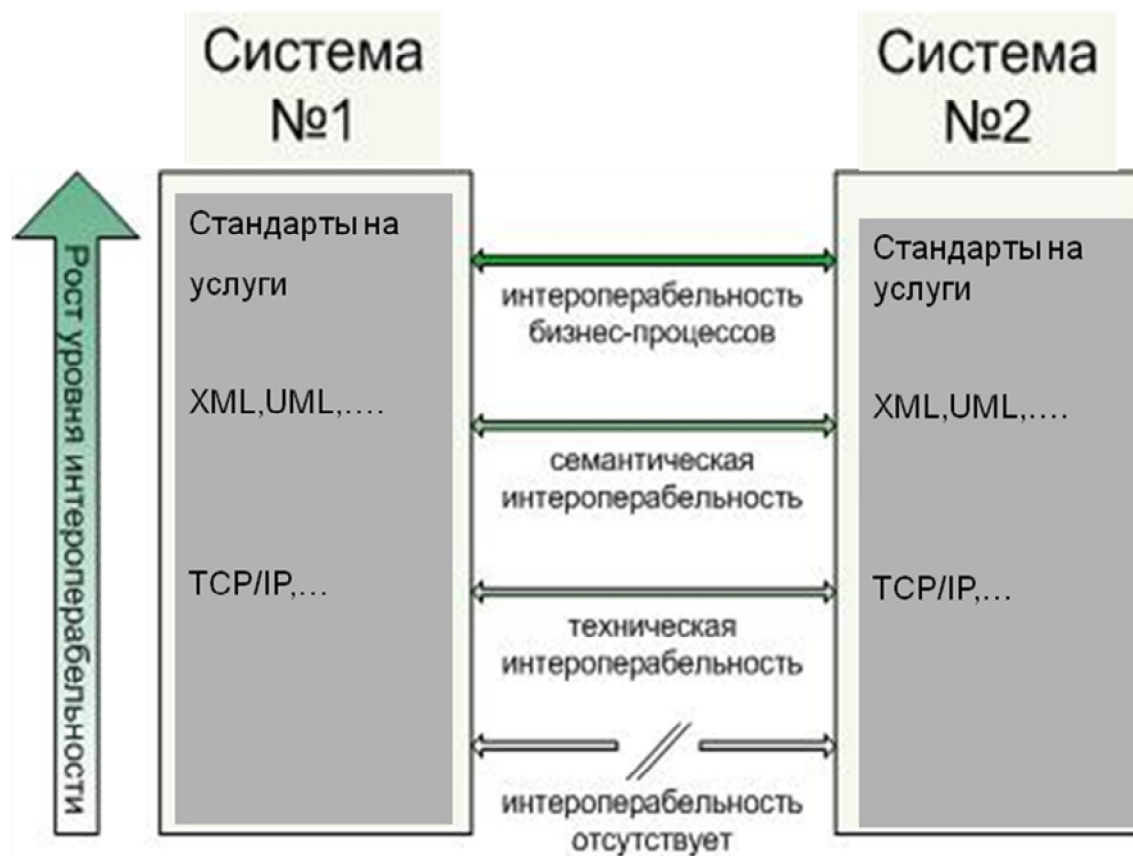 Система
№1
Система
№2
Рост уровня интероперабельности
Стандарты на
услуги
XML,UML,….
TCP/IP,…
интероперабельность
бизнес-процессов
семантическая
интероперабельность
техническая
интероперабельность
интероперабельность
отсутствует
Стандарты на
услуги
XML,UML,….
TCP/IP,…